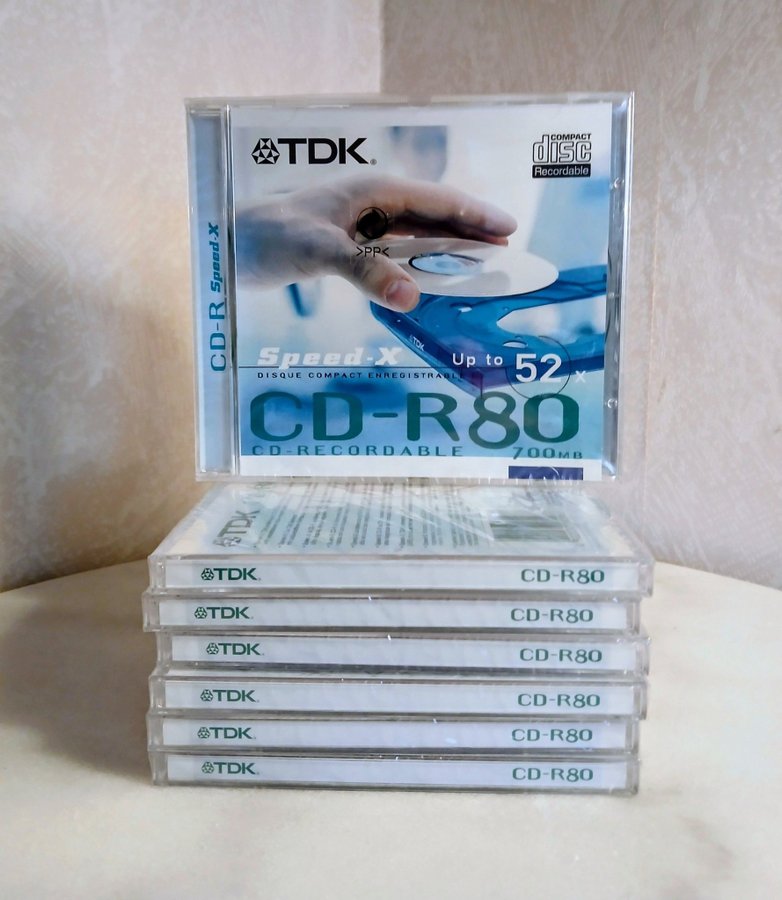 TDK®
COMPACT
disc
Recordable
CD-R Speed-X
>PP<
TDK
Speed-X
Up to 52x
DISQUE COMPACT ENREGISTRABLE
CD-R80
CD-RECORDABLE
700MB
TDK
TDK® CD-R80
TDK® CD-R80
TDK® CD-R80
TDK® CD-R80
TDK® CD-R80
TDK® CD-R80